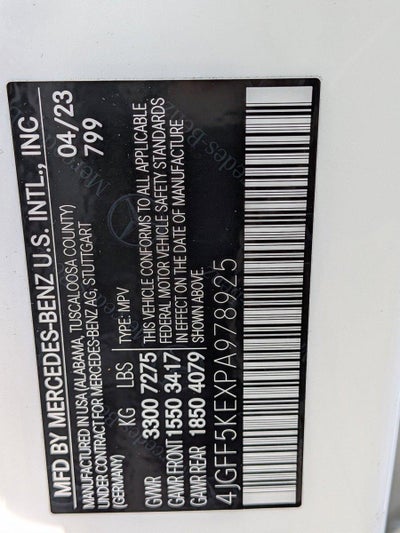 MFD BY MERCEDES-BENZ U.S. INTL., INC
MANUFACTURED IN USA (ALABAMA, TUSCALOOSA COUNTY) 04/23
UNDER CONTRACT FOR MERCEDES-BENZ AG, STUTTGART 799
(GERMANY)
KG LBS TYPE: MPV
GVWR 3300 7275 THIS VEHICLE CONFORMS TO ALL APPLICABLE
FEDERAL MOTOR VEHICLE SAFETY STANDARDS
GAWR FRONT 1550 3417 IN EFFECT ON THE DATE OF MANUFACTURE
GAWR REAR 1850 4079 SHOWN ABOVE
4JGFF5KEXPA978925